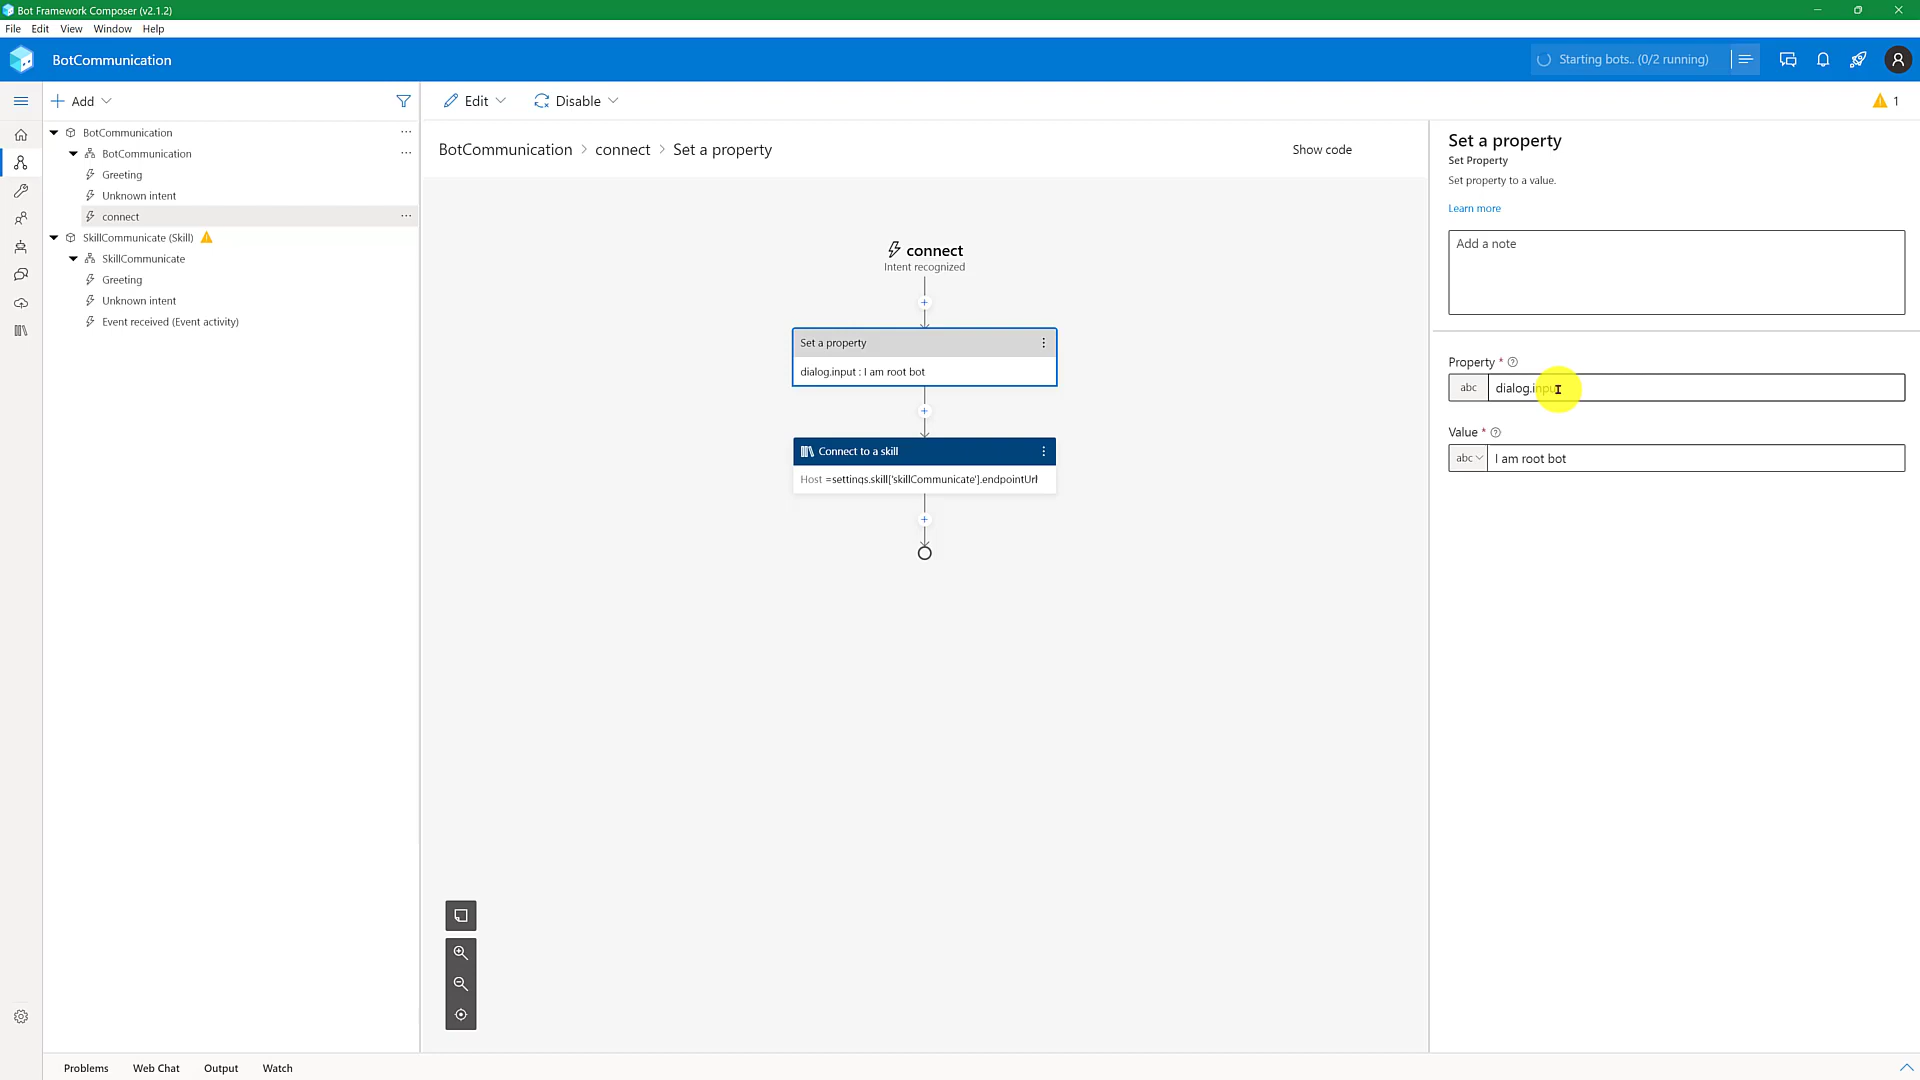 Bot Framework Composer (v2.1.2)
File Edit View Window Help
BotCommunication
Starting bots.. (0/2 running)
Add
Edit
Disable
1
BotCommunication
BotCommunication
Greeting
Unknown intent
connect
SkillCommunicate (Skill)
SkillCommunicate
Greeting
Unknown intent
Event received (Event activity)
BotCommunication > connect > Set a property
Show code
connect
Intent recognized
Set a property
dialog.input : I am root bot
Connect to a skill
Host =settings.skill['skillCommunicate'].endpointUrl
Set a property
Set Property
Set property to a value.
Learn more
Add a note
Property *
abc dialog.input
Value *
abc I am root bot
Problems Web Chat Output Watch